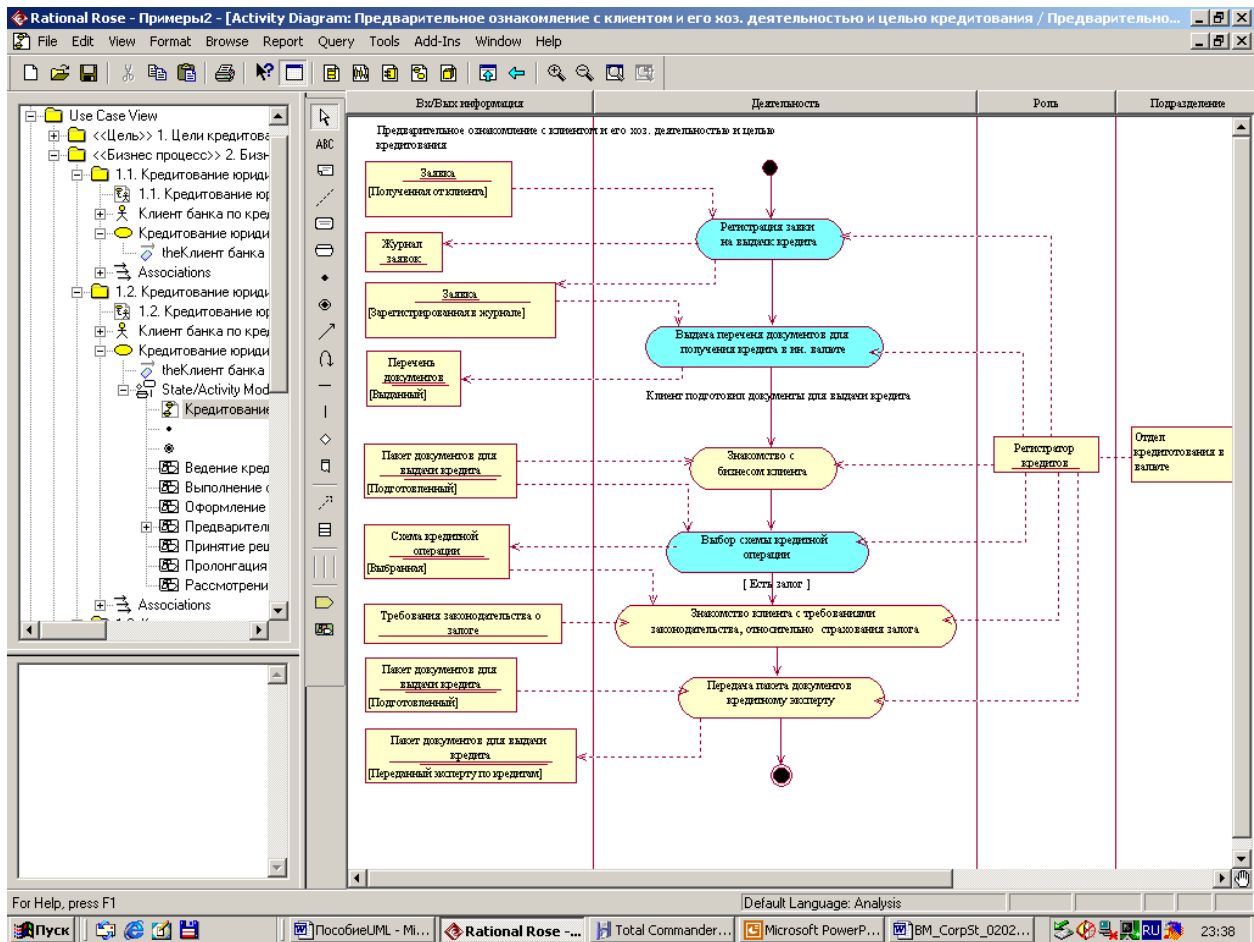 Rational Rose - Примеры2 - [Activity Diagram: Предварительное ознакомление с клиентом и его хоз. деятельностью и целью кредитования / Предварительно...
File Edit View Format Browse Report Query Tools Add-Ins Window Help
Use Case View
<<Цель>> 1. Цели кредитова
<<Бизнес процесс>> 2. Бизн
1.1. Кредитование юриди
1.1. Кредитование юр
Клиент банка по кре
Кредитование юриди
theКлиент банка
Associations
1.2. Кредитование юриди
1.2. Кредитование юр
Клиент банка по кре
Кредитование юриди
theКлиент банка
State/Activity Mod
Кредитование
Ведение кред
Выполнение о
Оформление
Предварител
Принятие реш
Пролонгация
Рассмотрени
Associations
ABC
Вх/Вых информация
Деятельность
Роль
Подразделение
Предварительное ознакомление с клиентом и его хоз. деятельностью и целью
кредитования
Заявка
[Полученная от клиента]
Регистрация заявки
на выдачу кредита
Журнал
заявок
Заявка
[Зарегистрированная в журнале]
Выдача перечня документов для
получения кредита в ин. валюте
Перечень
документов
[Выданный]
Клиент подготовил документы для выдачи кредита
Пакет документов для
выдачи кредита
[Подготовленный]
Знакомство с
бизнесом клиента
Регистратор
кредитов
Отдел
кредитотования в
валюте
Схема кредитной
операции
[Выбранная]
Выбор схемы кредитной
операции
[ Есть залог ]
Требования законодательства о
залоге
Знакомство клиента с требованиями
законодательства, относительно страхования залога
Пакет документов для
выдачи кредита
[Подготовленный]
Передача пакета документов
кредитному эксперту
Пакет документов для выдачи
кредита
[Переданный эксперту по кредитам]
For Help, press F1
Default Language: Analysis
Пуск
ПособиеUML - Mi...
Rational Rose -...
Total Commander...
Microsoft PowerP...
BM_CorpSt_0202...
RU
23:38